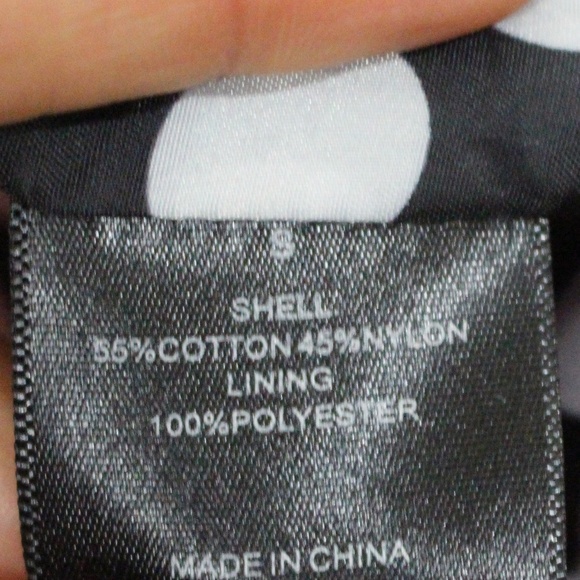 S
SHELL
55%COTTON 45%NYLON
LINING
100%POLYESTER
MADE IN CHINA